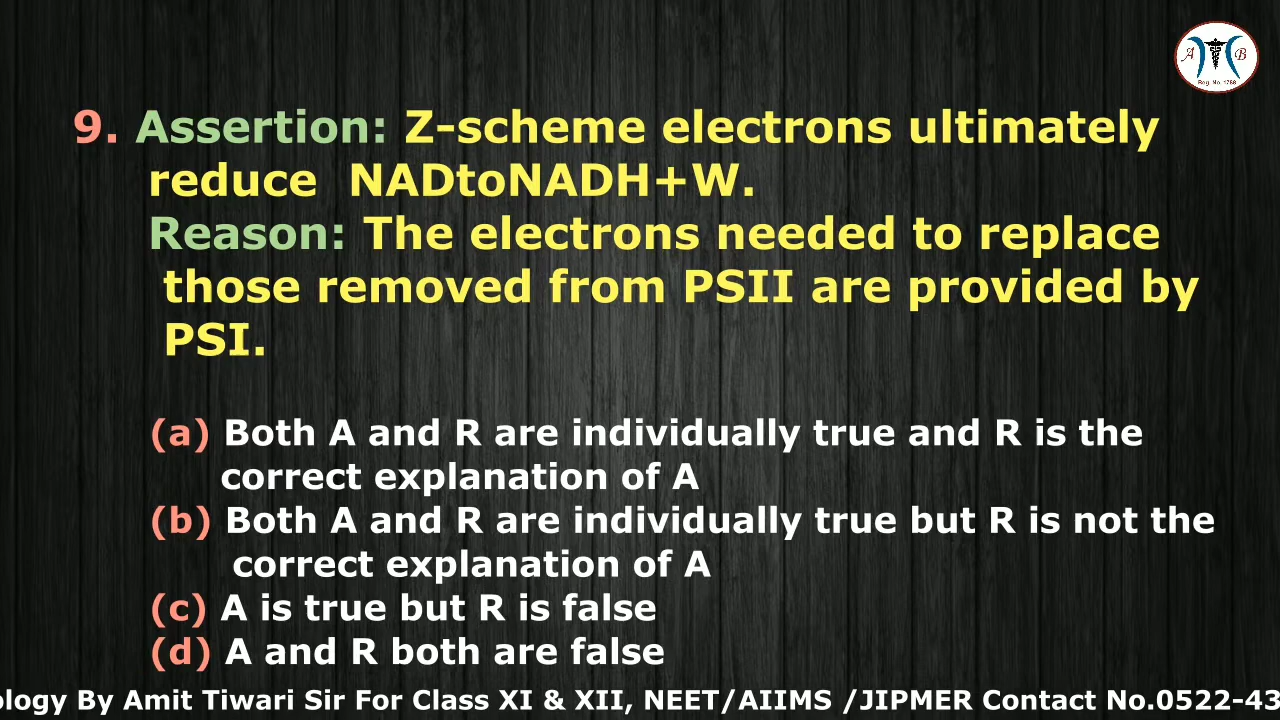 A B
Reg No 1768
9. Assertion: Z-scheme electrons ultimately
reduce NADtoNADH+W.
Reason: The electrons needed to replace
those removed from PSII are provided by
PSI.
(a) Both A and R are individually true and R is the
correct explanation of A
(b) Both A and R are individually true but R is not the
correct explanation of A
(c) A is true but R is false
(d) A and R both are false
ology By Amit Tiwari Sir For Class XI & XII, NEET/AIIMS /JIPMER Contact No.0522-43